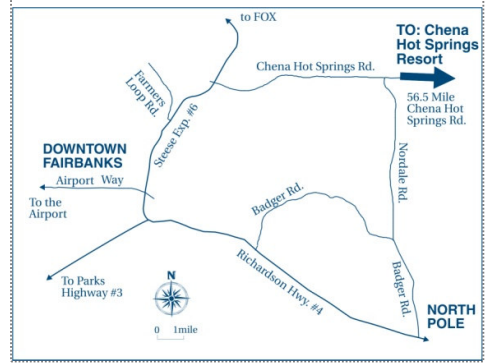 to FOX
TO: Chena
Hot Springs
Resort
Chena Hot Springs Rd.
56.5 Mile
Chena Hot
Springs Rd.
Farmers
Loop Rd.
Steese Exp. #6
DOWNTOWN
FAIRBANKS
Airport Way
To the
Airport
Nordale Rd.
Badger Rd.
Richardson Hwy. #4
Badger Rd.
To Parks
Highway #3
N
0 1mile
NORTH
POLE